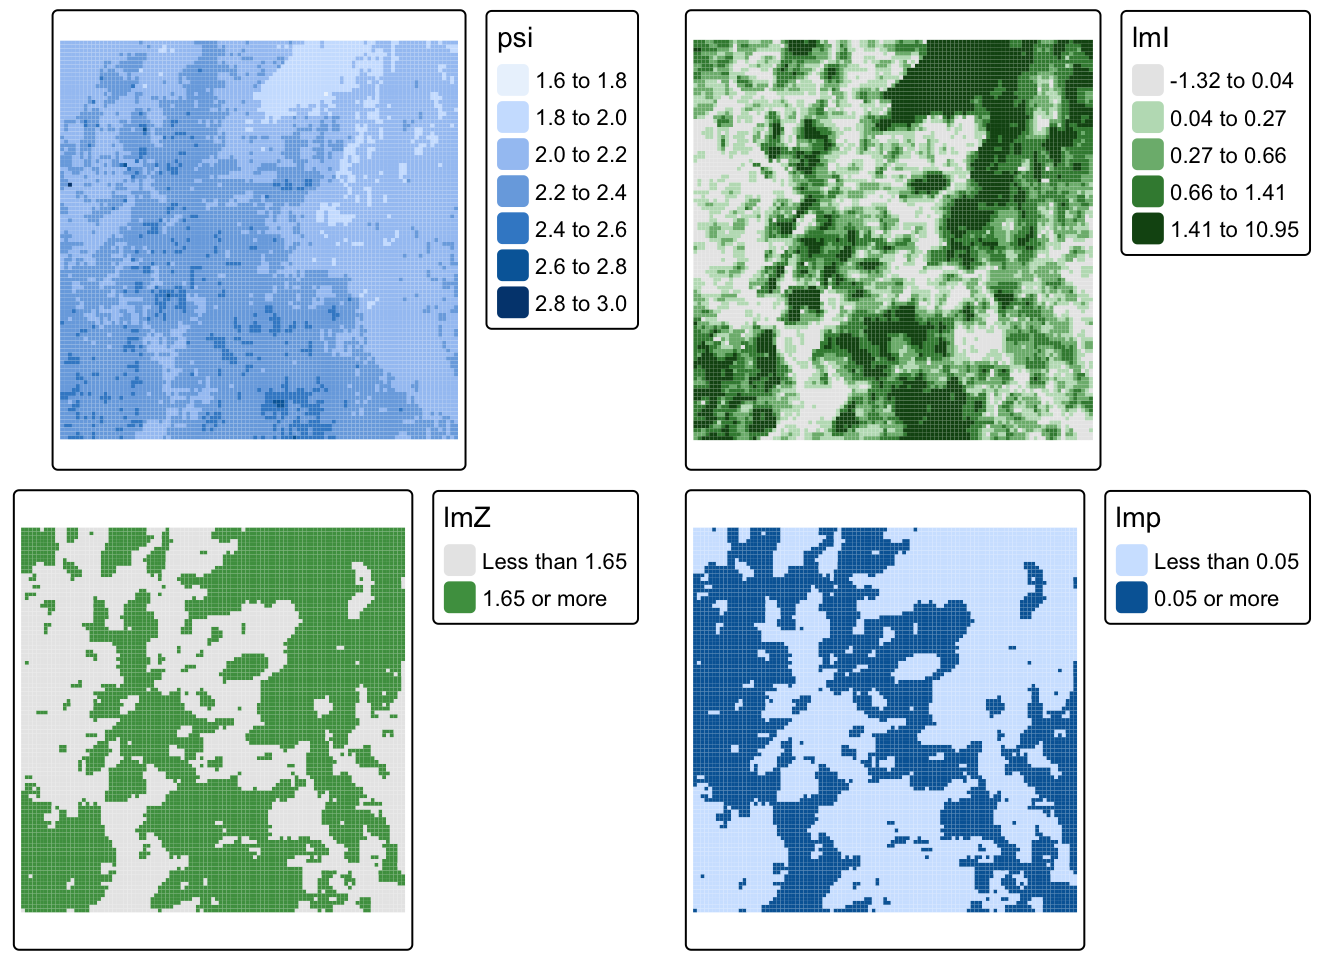 psi
1.6 to 1.8
1.8 to 2.0
2.0 to 2.2
2.2 to 2.4
2.4 to 2.6
2.6 to 2.8
2.8 to 3.0
lmI
-1.32 to 0.04
0.04 to 0.27
0.27 to 0.66
0.66 to 1.41
1.41 to 10.95
lmZ
Less than 1.65
1.65 or more
lmp
Less than 0.05
0.05 or more